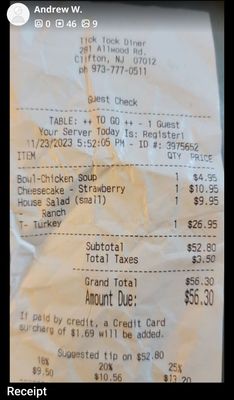 Andrew W.
0 46 9
Tick Tock Diner
281 Allwood Rd.
Clifton, NJ 07012
ph 973-777-0511
Guest Check
TABLE: ++ TO GO ++ - 1 Guest
Your Server Today Is: Register1
11/23/2023 5:52:05 PM - ID #: 3975652
ITEM QTY PRICE
Bowl-Chicken Soup 1 $4.95
Cheesecake - Strawberry 1 $10.95
House Salad (small) 1 $9.95
Ranch
T- Turkey 1 $26.95
Subtotal $52.80
Total Taxes $3.50
Grand Total $56.30
Amount Due: $56.30
If paid by credit, a Credit Card
surcharg of $1.69 will be added.
Suggested tip on $52.80
18% 20% 25%
$9.50 $10.56 $13.20
Receipt